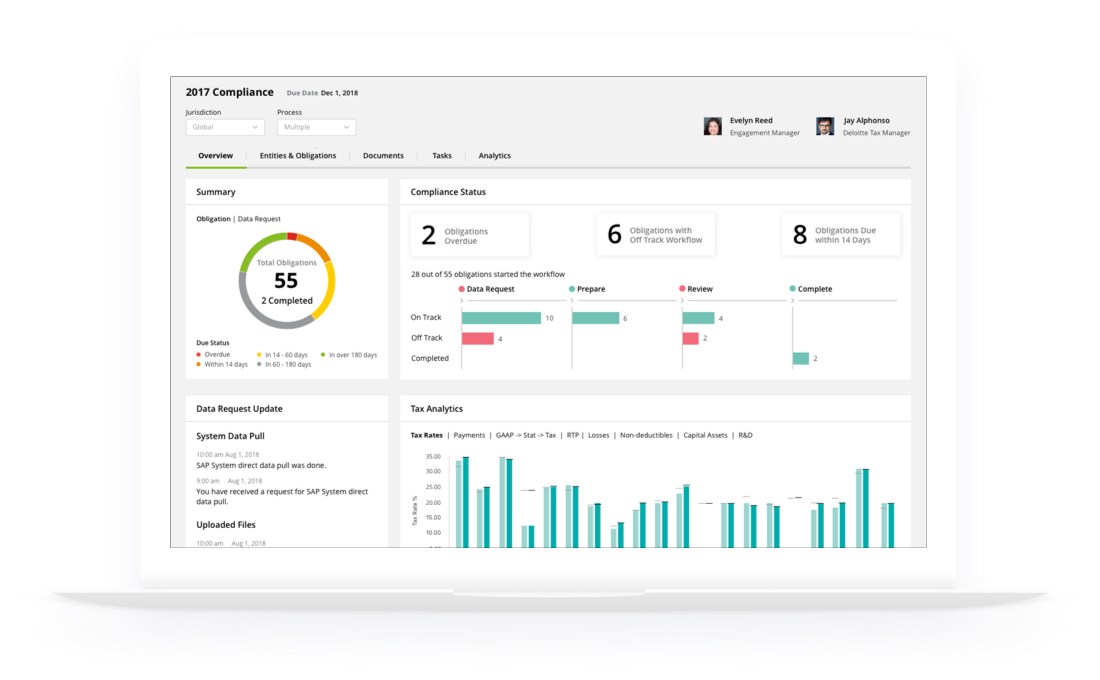 2017 Compliance Due Date Dec 1, 2018
Jurisdiction Process
Global Multiple
Evelyn Reed
Engagement Manager
Jay Alphonso
Deloitte Tax Manager
Overview Entities & Obligations Documents Tasks Analytics
Summary
Obligation | Data Request
Total Obligations
55
2 Completed
Due Status
Overdue In 14 - 60 days In over 180 days
Within 14 days In 60 - 180 days
Compliance Status
2 Obligations
Overdue
6 Obligations with
Off Track Workflow
8 Obligations Due
within 14 Days
28 out of 55 obligations started the workflow
Data Request Prepare Review Complete
On Track 10 6 4
Off Track 4 2
Completed 2
Data Request Update
System Data Pull
10:00 am Aug 1, 2018
SAP System direct data pull was done.
9:00 am Aug 1, 2018
You have received a request for SAP System direct
data pull.
Uploaded Files
10:00 am Aug 1, 2018
Tax Analytics
Tax Rates | Payments | GAAP -> Stat -> Tax | RTP | Losses | Non-deductibles | Capital Assets | R&D
Tax Rate %
35.00
30.00
25.00
20.00
15.00
10.00